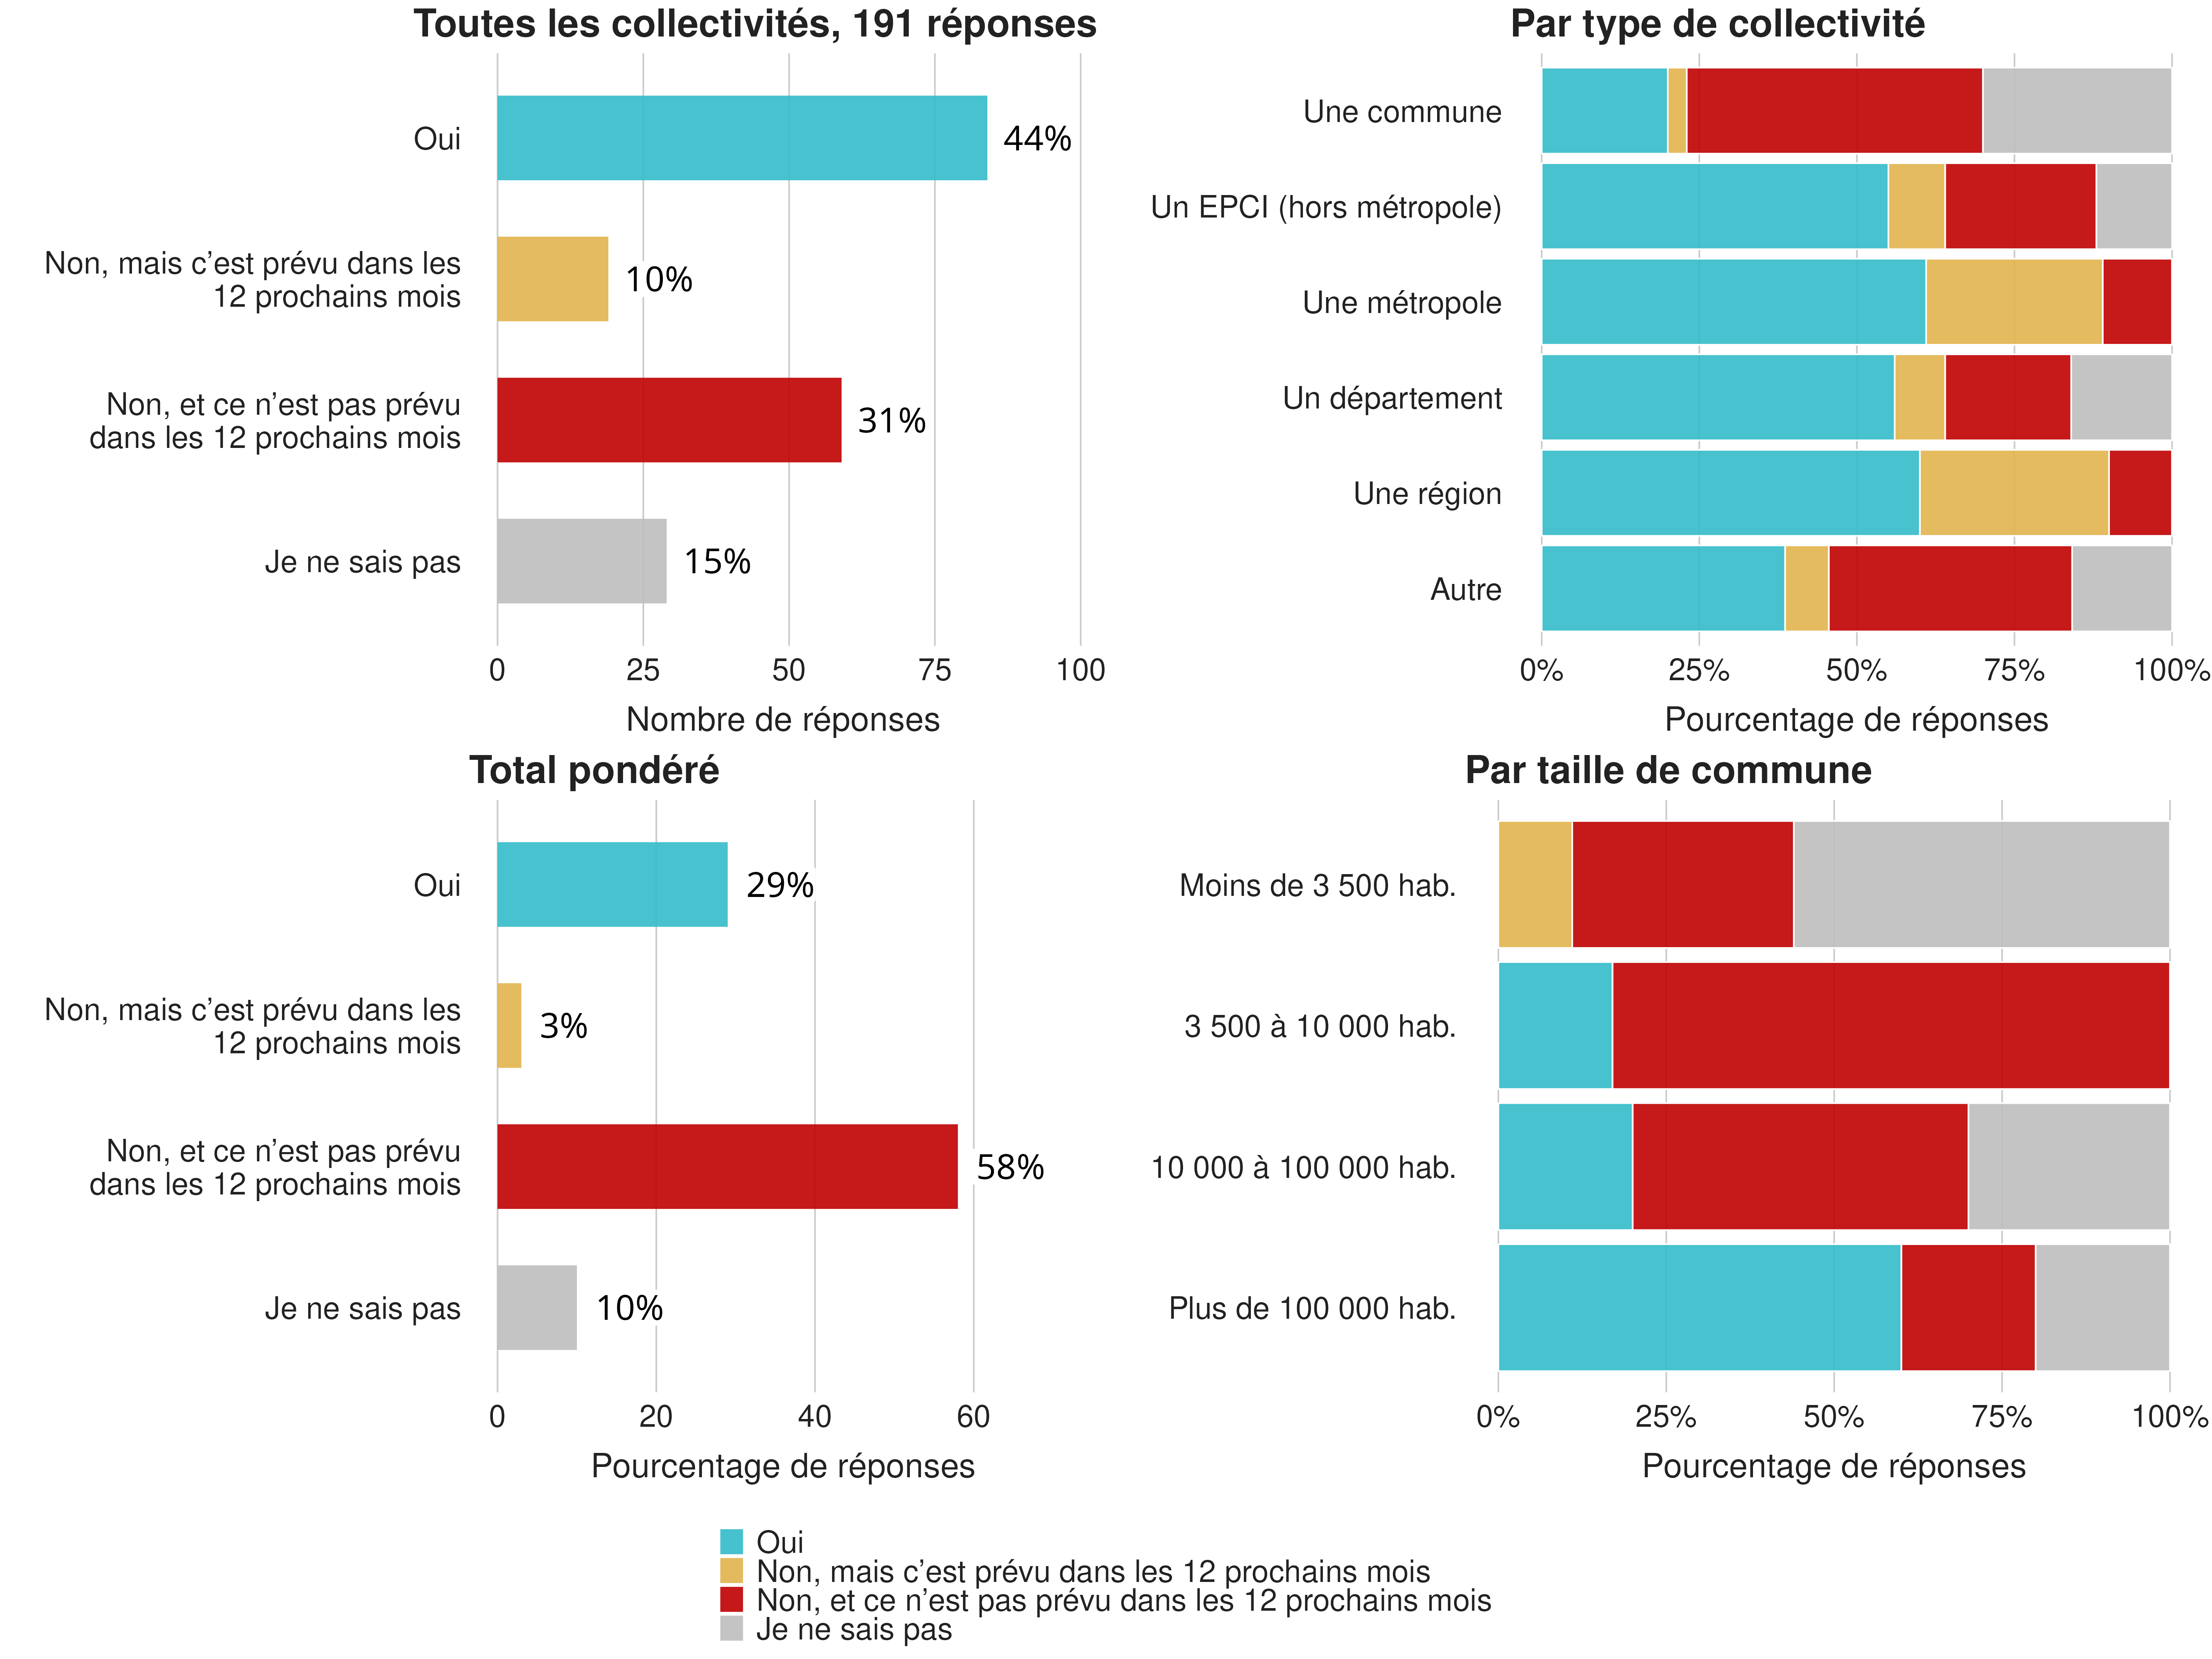 Toutes les collectivités, 191 réponses
Oui
44%
Non, mais c’est prévu dans les
12 prochains mois
10%
Non, et ce n’est pas prévu
dans les 12 prochains mois
31%
Je ne sais pas
15%
0 25 50 75 100
Nombre de réponses
Par type de collectivité
Une commune
Un EPCI (hors métropole)
Une métropole
Un département
Une région
Autre
0% 25% 50% 75% 100%
Pourcentage de réponses
Total pondéré
Oui
29%
Non, mais c’est prévu dans les
12 prochains mois
3%
Non, et ce n’est pas prévu
dans les 12 prochains mois
58%
Je ne sais pas
10%
0 20 40 60
Pourcentage de réponses
Par taille de commune
Moins de 3 500 hab.
3 500 à 10 000 hab.
10 000 à 100 000 hab.
Plus de 100 000 hab.
0% 25% 50% 75% 100%
Pourcentage de réponses
Oui
Non, mais c’est prévu dans les 12 prochains mois
Non, et ce n’est pas prévu dans les 12 prochains mois
Je ne sais pas